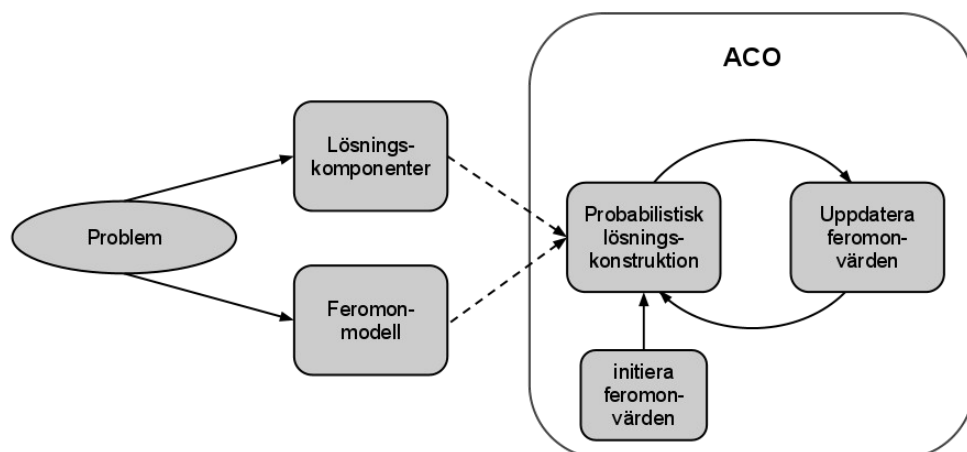 ACO
Problem
Lösnings-
komponenter
Feromon-
modell
Probabilistisk
lösnings-
konstruktion
Uppdatera
feromon-
värden
initiera
feromon-
värden